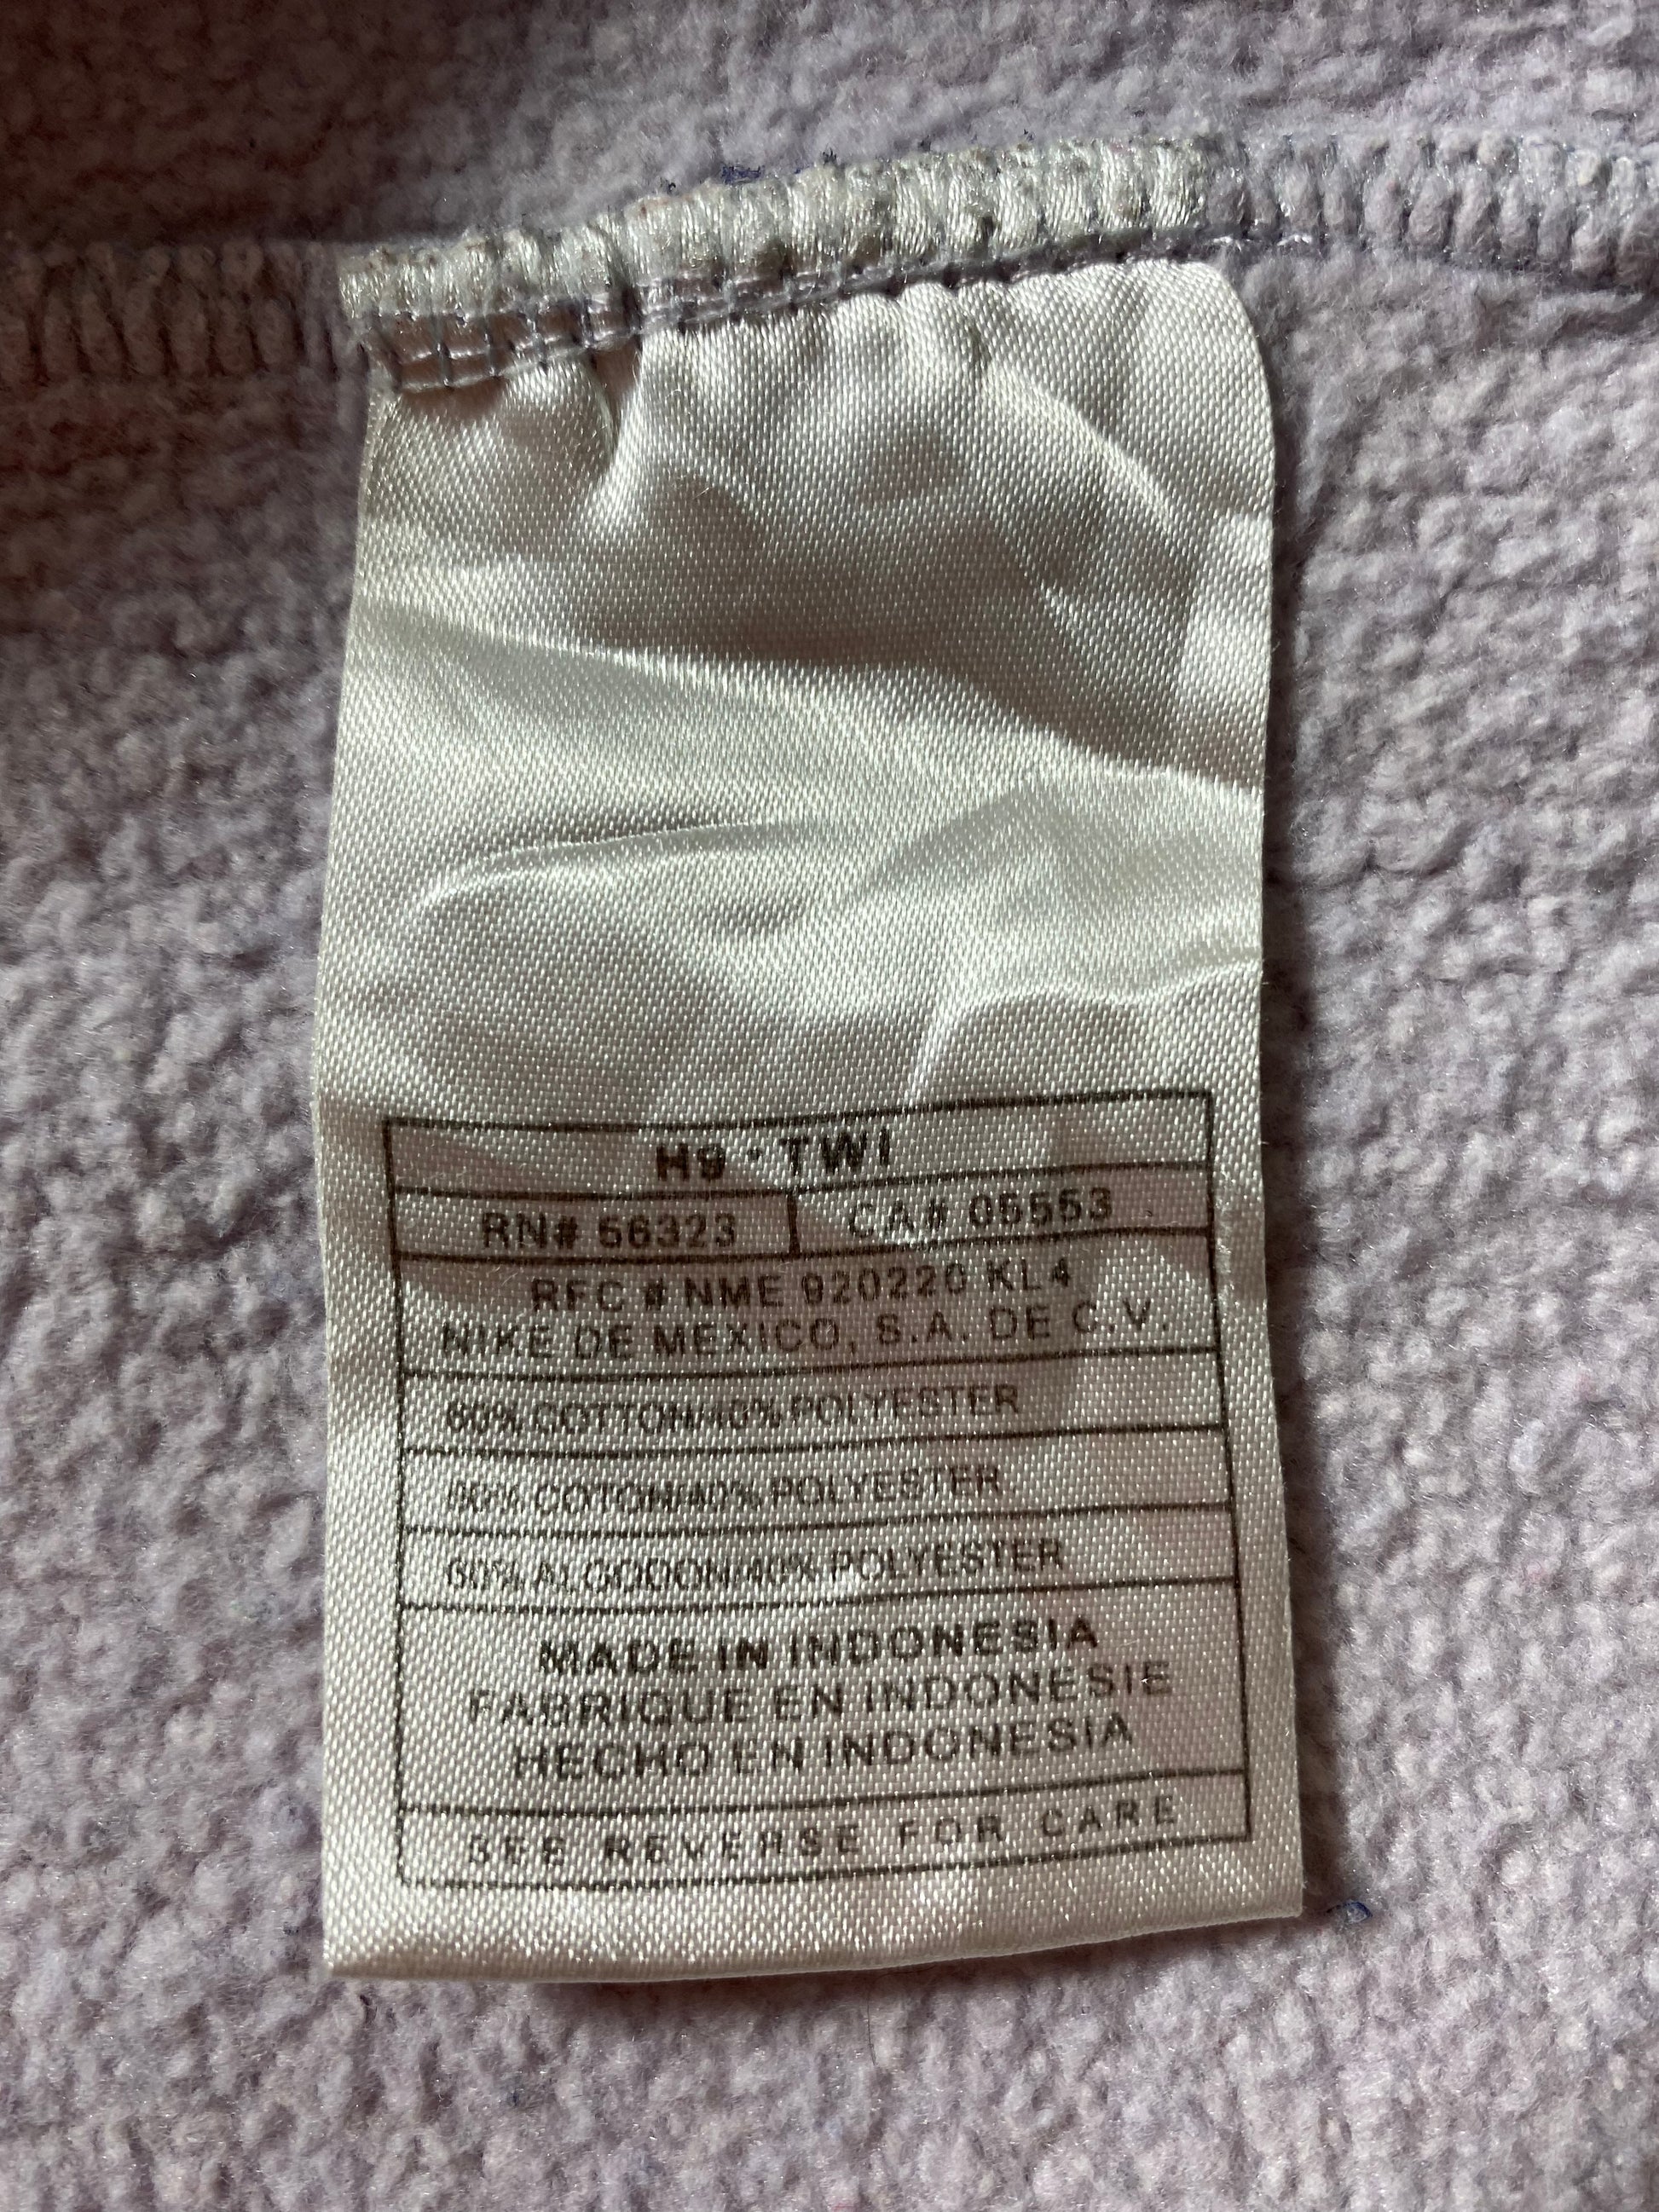 H9 · TWI
RN# 56323 CA# 05553
RFC # NME 920220 KL4
NIKE DE MEXICO, S.A. DE C.V.
60% COTTON/40% POLYESTER
60% COTON/40% POLYESTER
60% ALGODON/40% POLYESTER
MADE IN INDONESIA
FABRIQUE EN INDONESIE
HECHO EN INDONESIA
SEE REVERSE FOR CARE